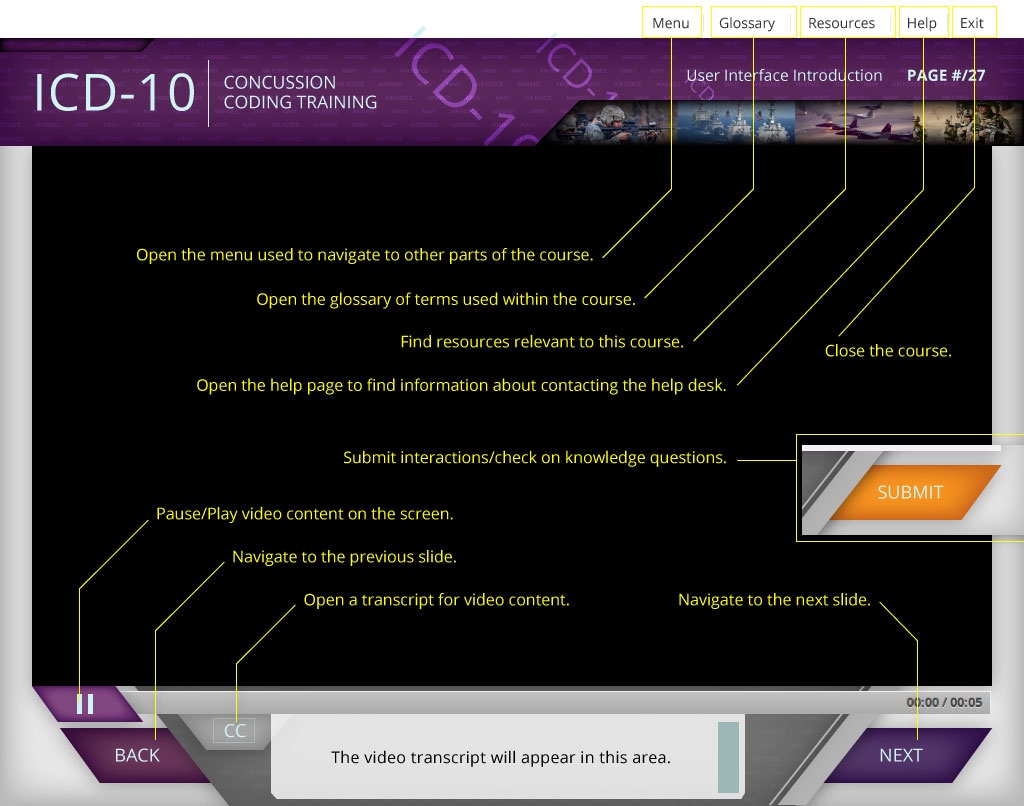 Menu
Glossary
Resources
Help
Exit
ICD-10
CONCUSSION
CODING TRAINING
ICD-10
ICD-1
ICD
User Interface Introduction
PAGE #/27
Open the menu used to navigate to other parts of the course.
Open the glossary of terms used within the course.
Find resources relevant to this course.
Close the course.
Open the help page to find information about contacting the help desk.
Submit interactions/check on knowledge questions.
SUBMIT
Pause/Play video content on the screen.
Navigate to the previous slide.
Open a transcript for video content.
Navigate to the next slide.
00:00 / 00:05
CC
BACK
The video transcript will appear in this area.
NEXT